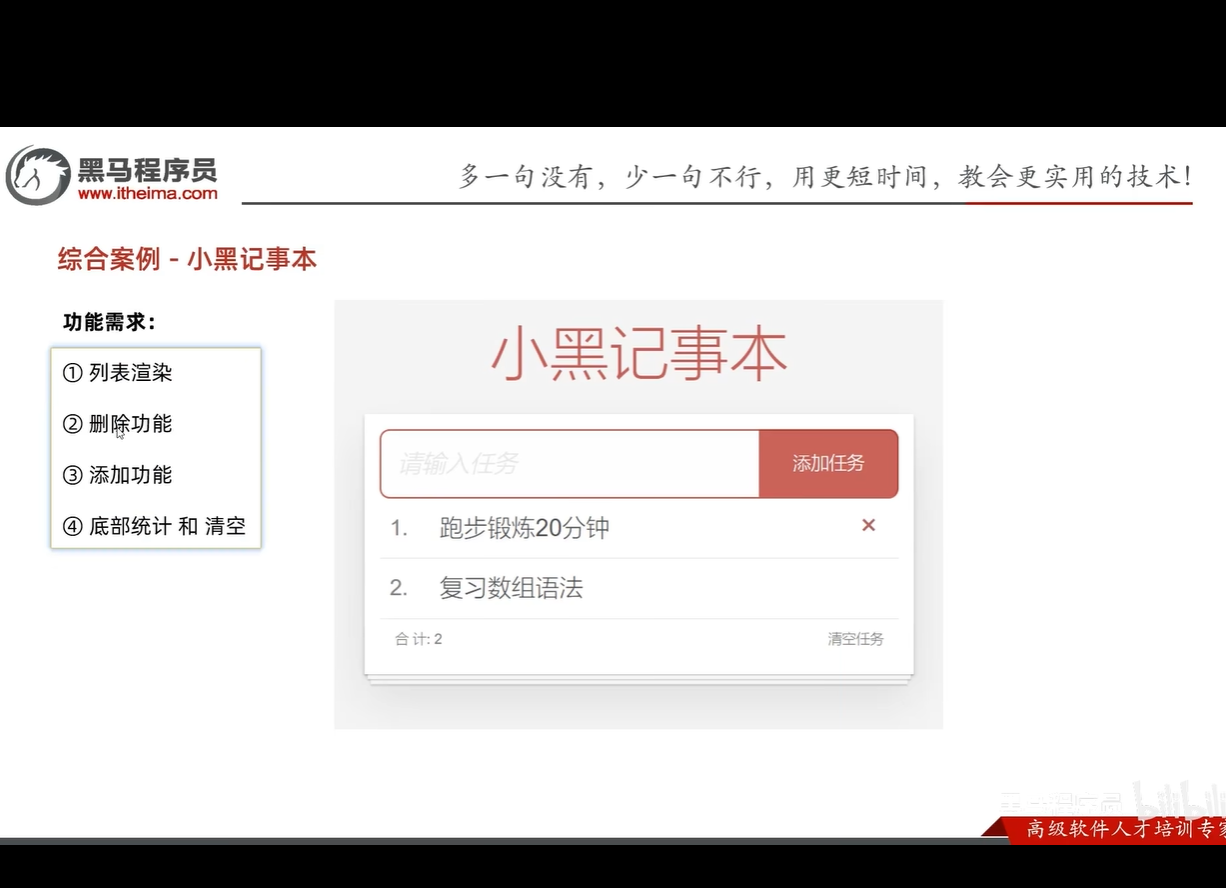 黑马程序员
www.itheima.com
多一句没有，少一句不行，用更短时间，教会更实用的技术！
综合案例 - 小黑记事本
功能需求：
① 列表渲染
② 删除功能
③ 添加功能
④ 底部统计 和 清空
小黑记事本
请输入任务
添加任务
1. 跑步锻炼20分钟
×
2. 复习数组语法
合 计: 2
清空任务
黑马程序员
bilibili
高级软件人才培训专家